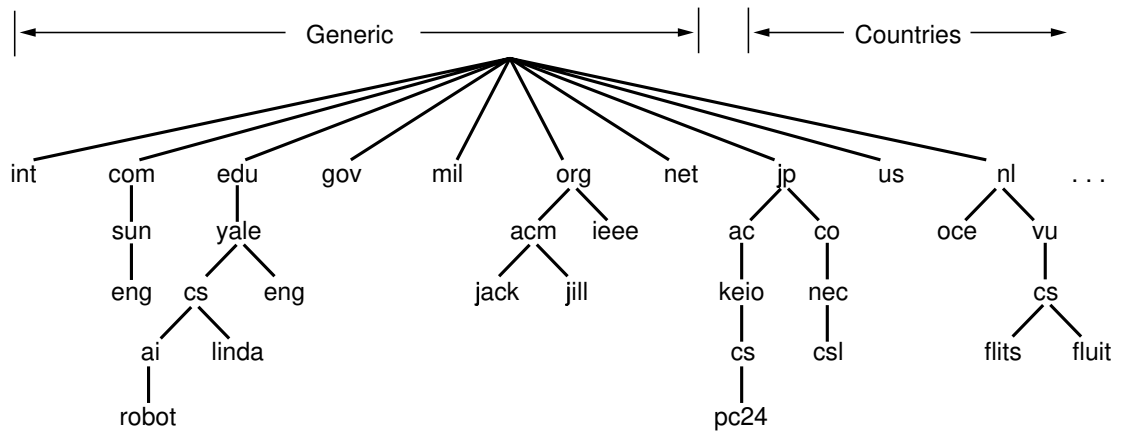 Generic Countries
int com edu gov mil org net jp us nl . . .
sun yale acm ieee ac co oce vu
eng cs eng jack jill keio nec cs
ai linda cs csl flits fluit
robot pc24